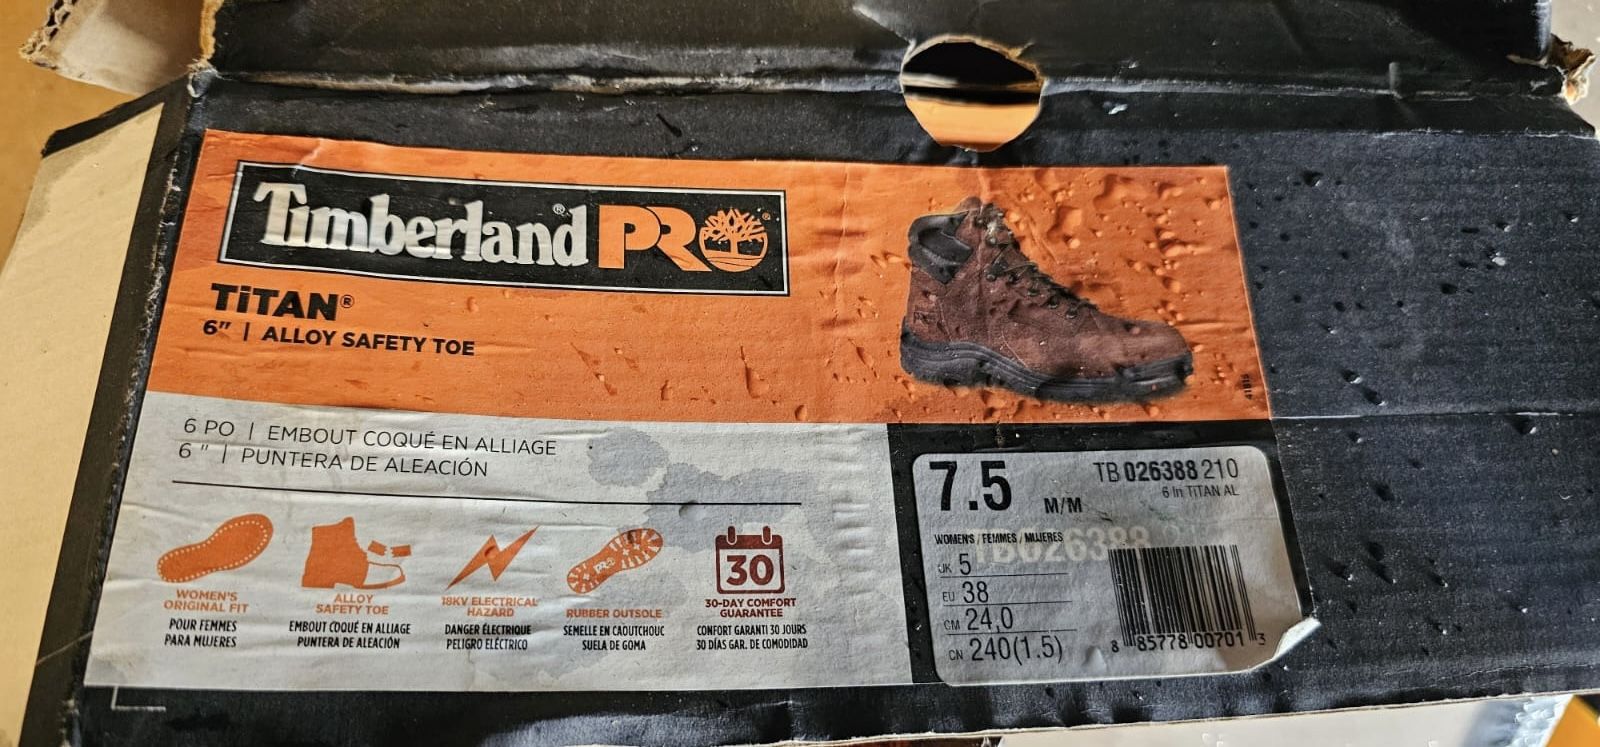 Timberland® PRO®
TiTAN®
6" | ALLOY SAFETY TOE
6 PO | EMBOUT COQUÉ EN ALLIAGE
6 " | PUNTERA DE ALEACIÓN
WOMEN'S
ORIGINAL FIT
POUR FEMMES
PARA MUJERES
ALLOY
SAFETY TOE
EMBOUT COQUÉ EN ALLIAGE
PUNTERA DE ALEACIÓN
18KV ELECTRICAL
HAZARD
DANGER ÉLECTRIQUE
PELIGRO ELÉCTRICO
RUBBER OUTSOLE
SEMELLE EN CAOUTCHOUC
SUELA DE GOMA
30
30-DAY COMFORT
GUARANTEE
CONFORT GARANTI 30 JOURS
30 DÍAS GAR. DE COMODIDAD
7.5 M/M
TB 026388 210
6 In TiTAN AL
WOMENS / FEMMES / MUJERES
TB026388
UK 5
EU 38
CM 24,0
CN 240(1.5)
8 85778 00701 3